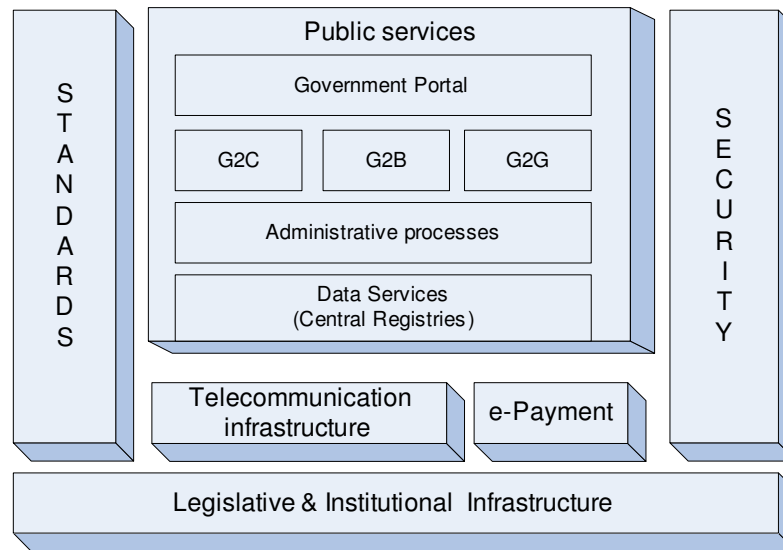 STANDARDS
Public services
Government Portal
G2C
G2B
G2G
Administrative processes
Data Services
(Central Registries)
SECURITY
Telecommunication
infrastructure
e-Payment
Legislative & Institutional Infrastructure